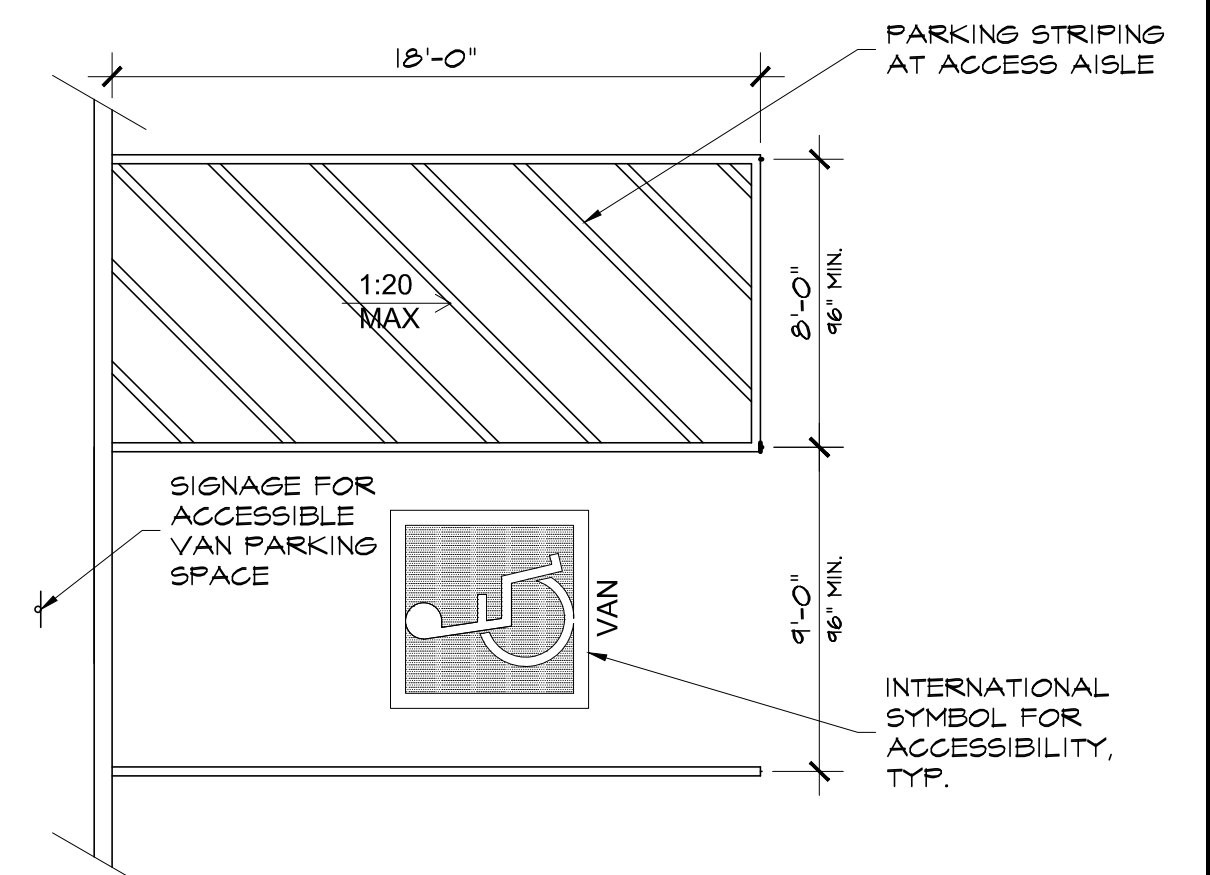 18'-0"
PARKING STRIPING
AT ACCESS AISLE
1:20
MAX
8'-0"
96" MIN.
SIGNAGE FOR
ACCESSIBLE
VAN PARKING
SPACE
VAN
9'-0"
96" MIN.
INTERNATIONAL
SYMBOL FOR
ACCESSIBILITY,
TYP.